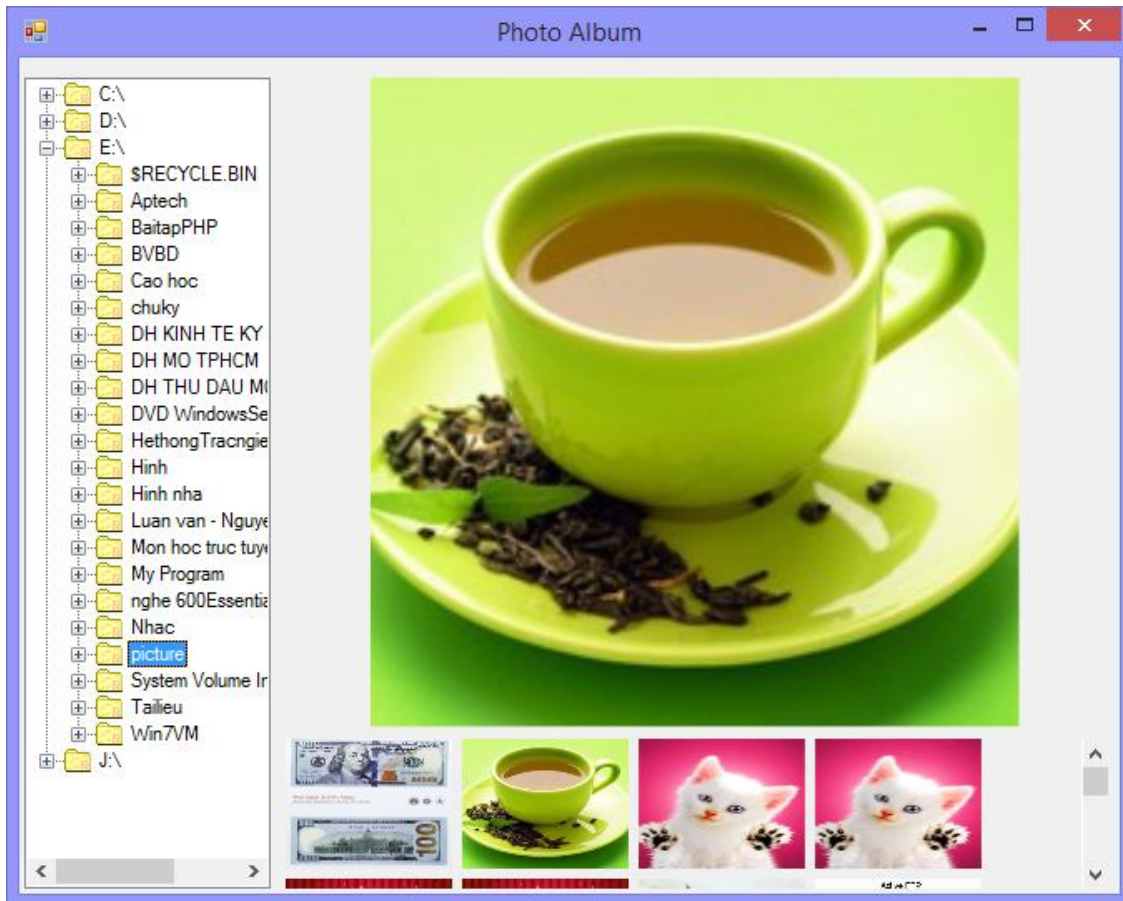 Photo Album
C:\
D:\
E:\
$RECYCLE.BIN
Aptech
BaitapPHP
BVBD
Cao hoc
chuky
DH KINH TE KY
DH MO TPHCM
DH THU DAU M
DVD WindowsSe
HethongTracngie
Hinh
Hinh nha
Luan van - Nguye
Mon hoc truc tuy
My Program
nghe 600Essentia
Nhac
picture
System Volume Ir
Tailieu
Win7VM
J:\
100